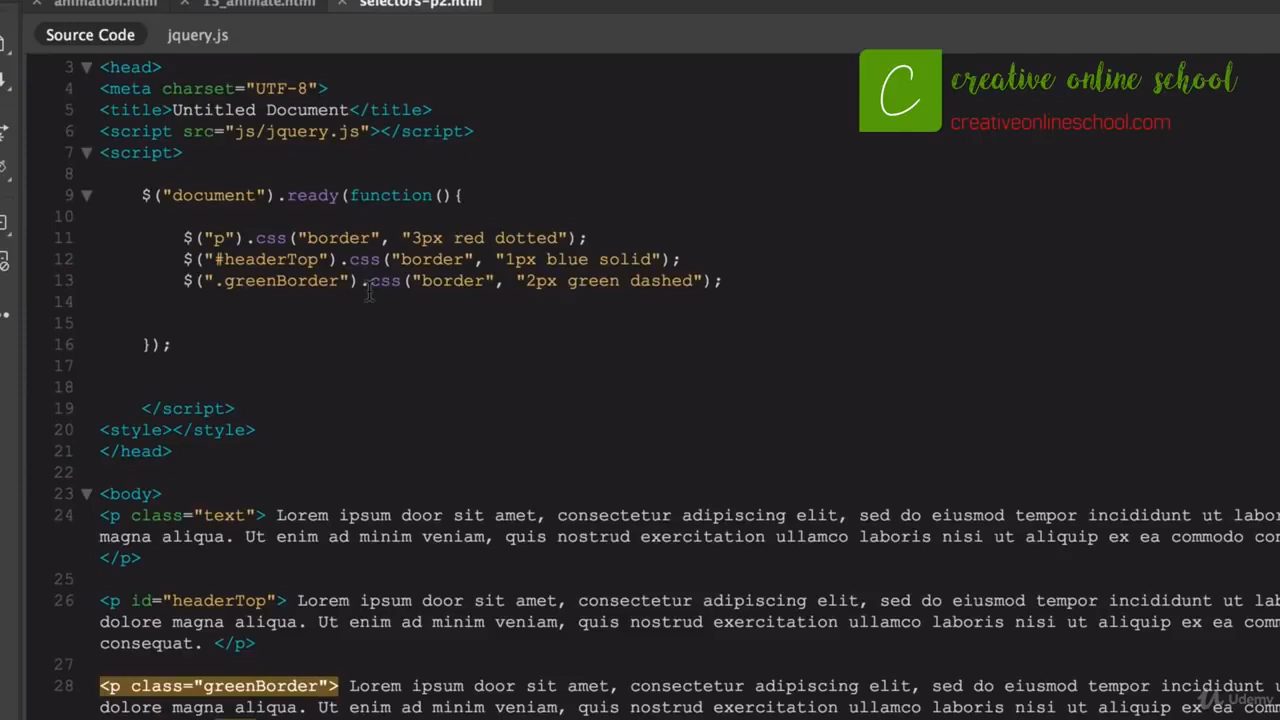 animation.html
15_animate.html
selectors-p2.html
Source Code
jquery.js
creative online school
creativeonlineschool.com
3 <head>
4 <meta charset="UTF-8">
5 <title>Untitled Document</title>
6 <script src="js/jquery.js"></script>
7 <script>
8
9 $("document").ready(function(){
10
11 $("p").css("border", "3px red dotted");
12 $("#headerTop").css("border", "1px blue solid");
13 $(".greenBorder").css("border", "2px green dashed");
14
15
16 });
17
18
19 </script>
20 <style></style>
21 </head>
22
23 <body>
24 <p class="text"> Lorem ipsum door sit amet, consectetur adipiscing elit, sed do eiusmod tempor incididunt ut labor
magna aliqua. Ut enim ad minim veniam, quis nostrud exercitation ullamco laboris nisi ut aliquip ex ea commodo con
</p>
25
26 <p id="headerTop"> Lorem ipsum door sit amet, consectetur adipiscing elit, sed do eiusmod tempor incididunt ut lab
dolore magna aliqua. Ut enim ad minim veniam, quis nostrud exercitation ullamco laboris nisi ut aliquip ex ea comm
consequat. </p>
27
28 <p class="greenBorder"> Lorem ipsum door sit amet, consectetur adipiscing elit, sed do eiusmod tempor incididunt u
dolore magna aliqua. Ut enim ad minim veniam, quis nostrud exercitation ullamco laboris nisi ut aliquip ex ea comm
Udemy